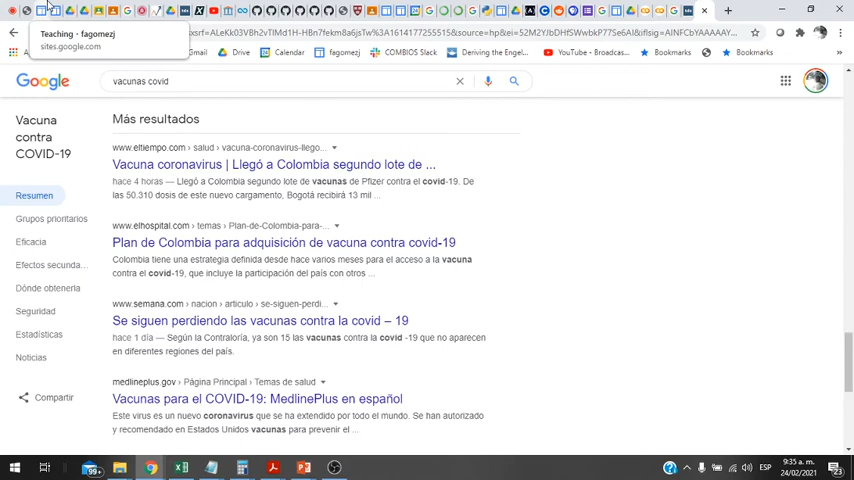 Teaching - fagomezj
sites.google.com
Gmail
Drive
Calendar
fagomezj
COMBIOS Slack
Deriving the Engel...
YouTube - Broadcas...
Bookmarks
Bookmarks
Google
vacunas covid
Vacuna
contra
COVID-19
Resumen
Grupos prioritarios
Eficacia
Efectos secunda...
Dónde obtenerla
Seguridad
Estadísticas
Noticias
Compartir
Más resultados
www.eltiempo.com › salud › vacuna-coronavirus-llego...
Vacuna coronavirus | Llegó a Colombia segundo lote de ...
hace 4 horas — Llegó a Colombia segundo lote de vacunas de Pfizer contra el covid-19. De
las 50.310 dosis de este nuevo cargamento, Bogotá recibirá 13 mil ...
www.elhospital.com › temas › Plan-de-Colombia-para-...
Plan de Colombia para adquisición de vacuna contra covid-19
Colombia tiene una estrategia definida desde hace varios meses para el acceso a la vacuna
contra el covid-19, que incluye la participación del país con otros ...
www.semana.com › nacion › articulo › se-siguen-perdi...
Se siguen perdiendo las vacunas contra la covid – 19
hace 1 día — Según la Contraloría, ya son 15 las vacunas contra la covid -19 que no aparecen
en diferentes regiones del país.
medlineplus.gov › Página Principal › Temas de salud
Vacunas para el COVID-19: MedlinePlus en español
Este virus es un nuevo coronavirus que se ha extendido por todo el mundo. Se han autorizado
y recomendado en Estados Unidos vacunas para prevenir el ...
99+
ESP
9:35 a. m.
24/02/2021
23